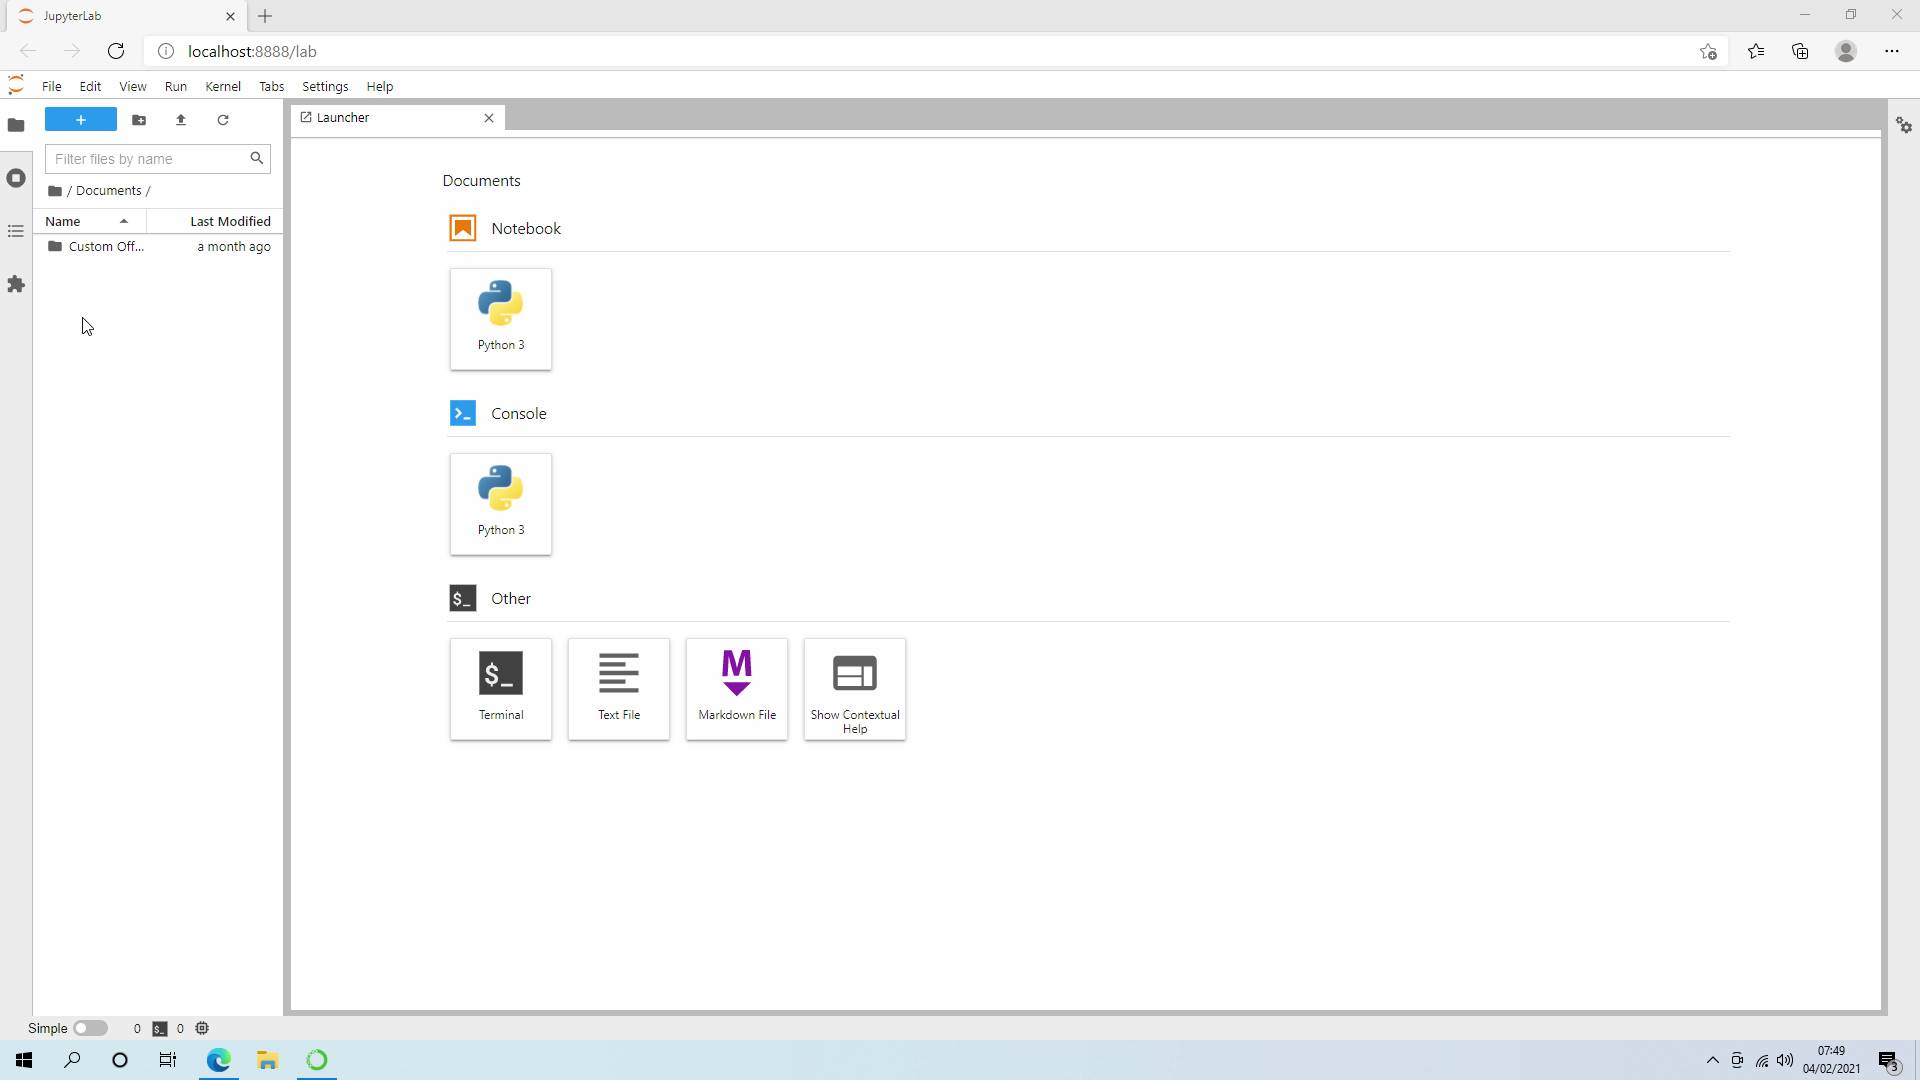 JupyterLab
localhost:8888/lab
File Edit View Run Kernel Tabs Settings Help
Launcher
Filter files by name
/ Documents /
Name Last Modified
Custom Off... a month ago
Documents
Notebook
Python 3
Console
Python 3
$_ Other
$_
Terminal
Text File
M
Markdown File
Show Contextual
Help
Simple 0 $_ 0
07:49
04/02/2021
3